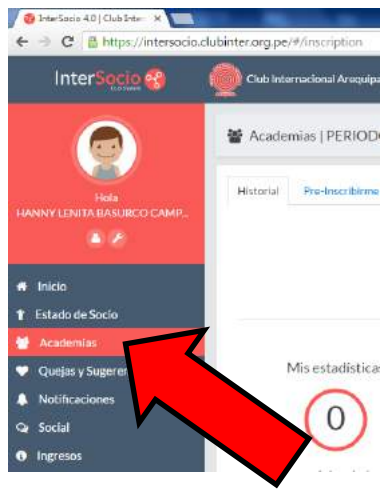 InterSocio 4.0 | Club Inter
https://intersocio.clubinter.org.pe/#/inscription
InterSocio
Club Internacional Arequipa
Academias | PERIODO
Hola
HANNY LENITA BASURCO CAMP...
Historial Pre-Inscribirme
Inicio
Estado de Socio
Academias
Quejas y Sugeren
Notificaciones
Social
Ingresos
Mis estadísticas
0